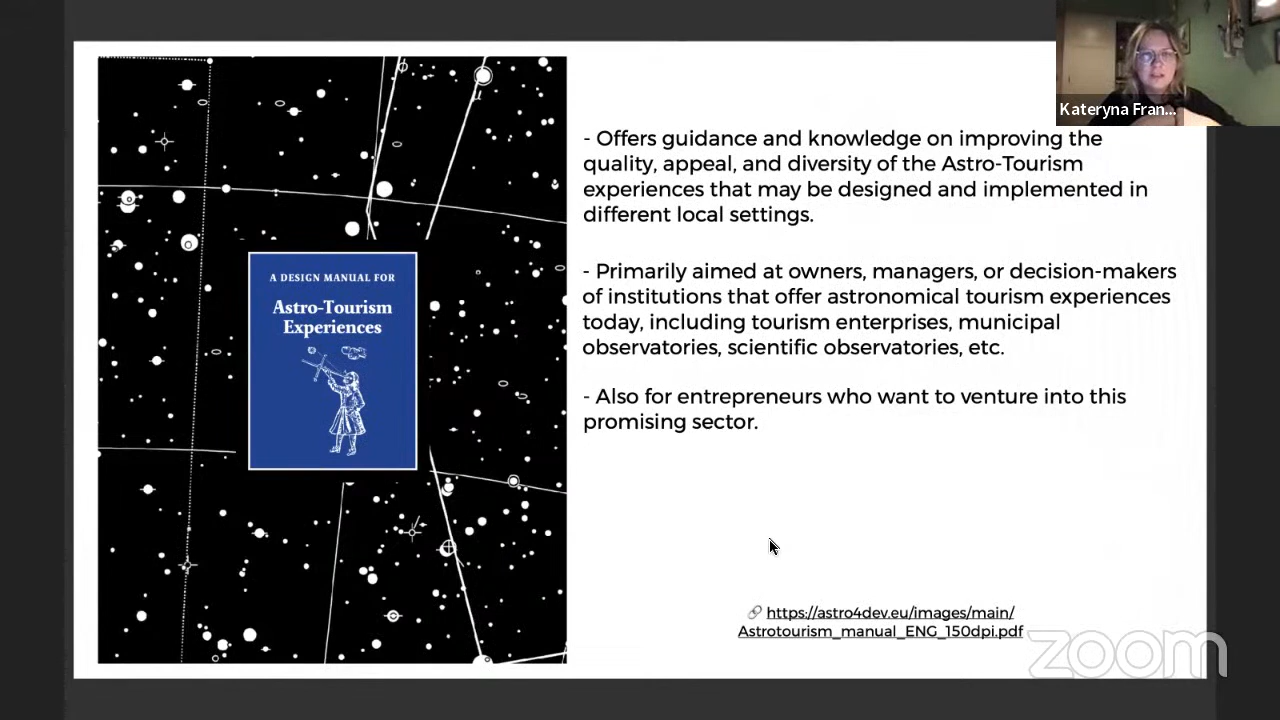 Kateryna Fran...
- Offers guidance and knowledge on improving the
quality, appeal, and diversity of the Astro-Tourism
experiences that may be designed and implemented in
different local settings.
- Primarily aimed at owners, managers, or decision-makers
of institutions that offer astronomical tourism experiences
today, including tourism enterprises, municipal
observatories, scientific observatories, etc.
- Also for entrepreneurs who want to venture into this
promising sector.
A DESIGN MANUAL FOR
Astro-Tourism
Experiences
https://astro4dev.eu/images/main/
Astrotourism_manual_ENG_150dpi.pdf
zoom